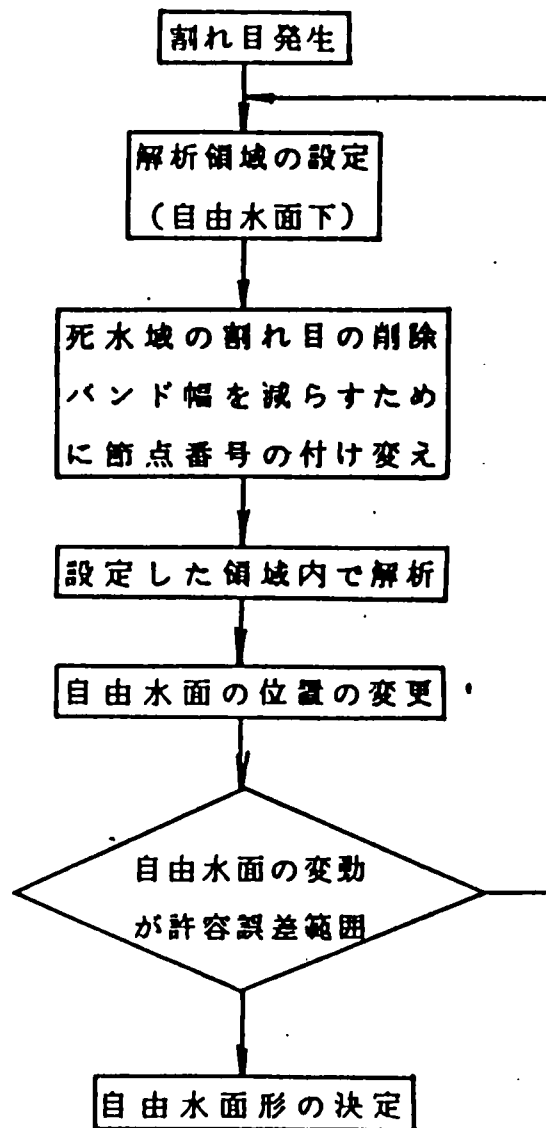 割れ目発生
解析領域の設定
（自由水面下）
死水域の割れ目の削除
バンド幅を減らすため
に節点番号の付け変え
設定した領域内で解析
自由水面の位置の変更
自由水面の変動
が許容誤差範囲
自由水面形の決定